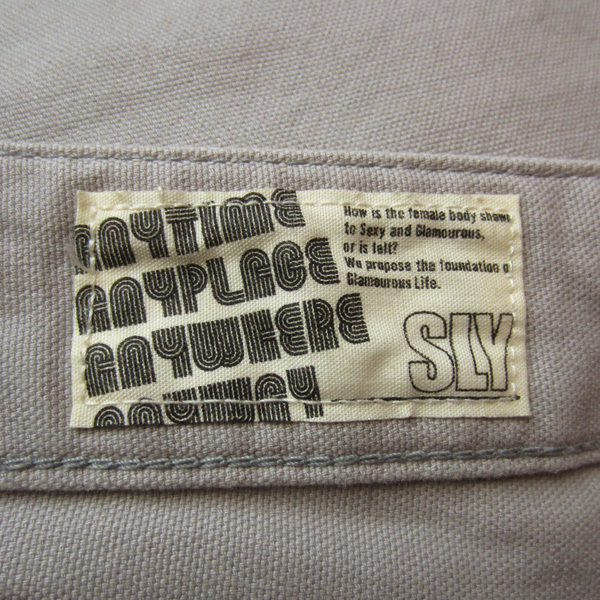 ANYTIME
ANYPLACE
ANYWHERE
ANYWAY
How is the female body shown
to Sexy and Glamourous,
or is felt?
We propose the foundation o
Glamourous Life.
SLY